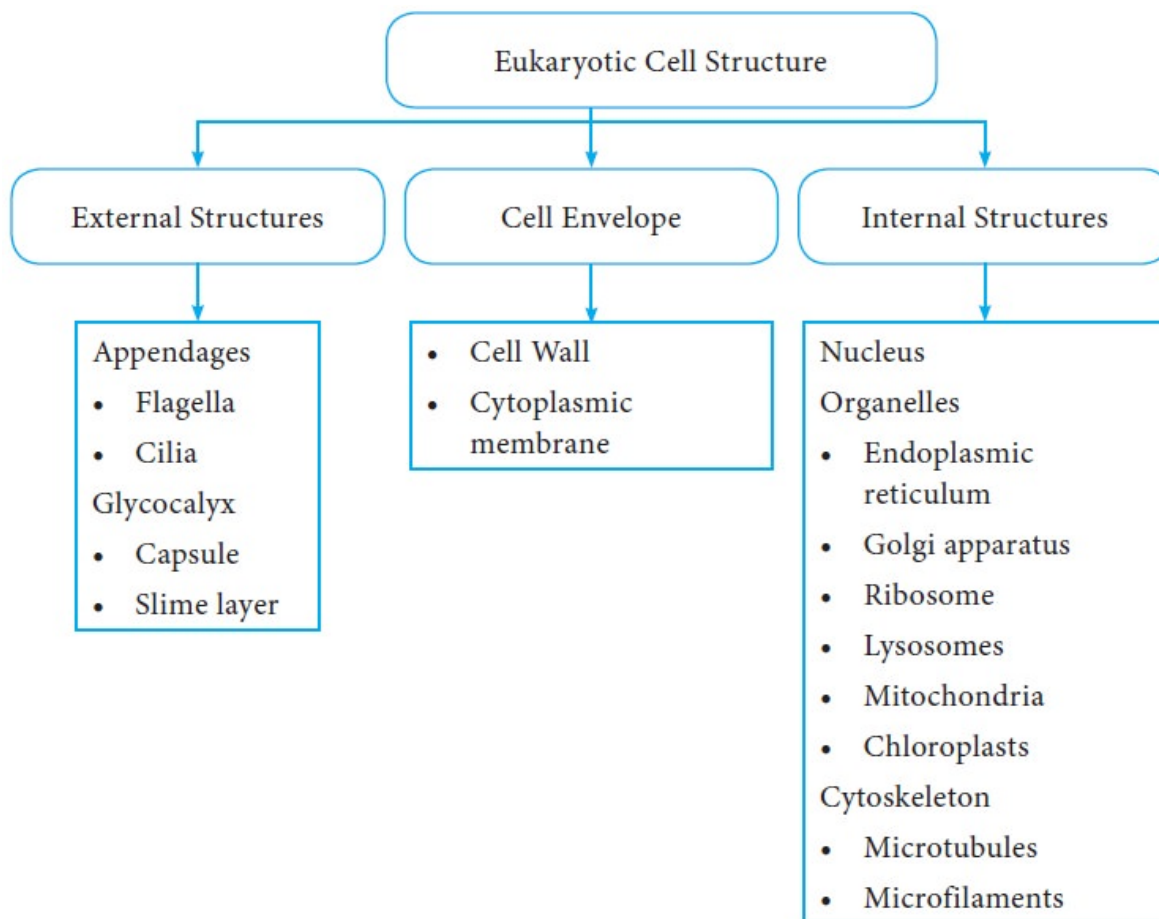 Eukaryotic Cell Structure
External Structures
Appendages
• Flagella
• Cilia
Glycocalyx
• Capsule
• Slime layer
Cell Envelope
• Cell Wall
• Cytoplasmic
membrane
Internal Structures
Nucleus
Organelles
• Endoplasmic
reticulum
• Golgi apparatus
• Ribosome
• Lysosomes
• Mitochondria
• Chloroplasts
Cytoskeleton
• Microtubules
• Microfilaments